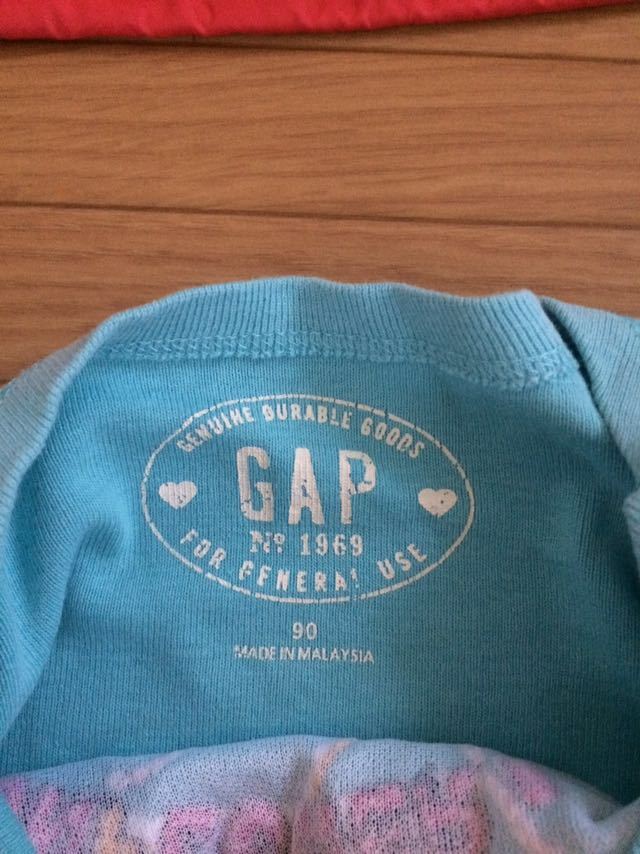 GENUINE DURABLE GOODS
GAP
Nº 1969
FOR GENERAL USE
90
MADE IN MALAYSIA